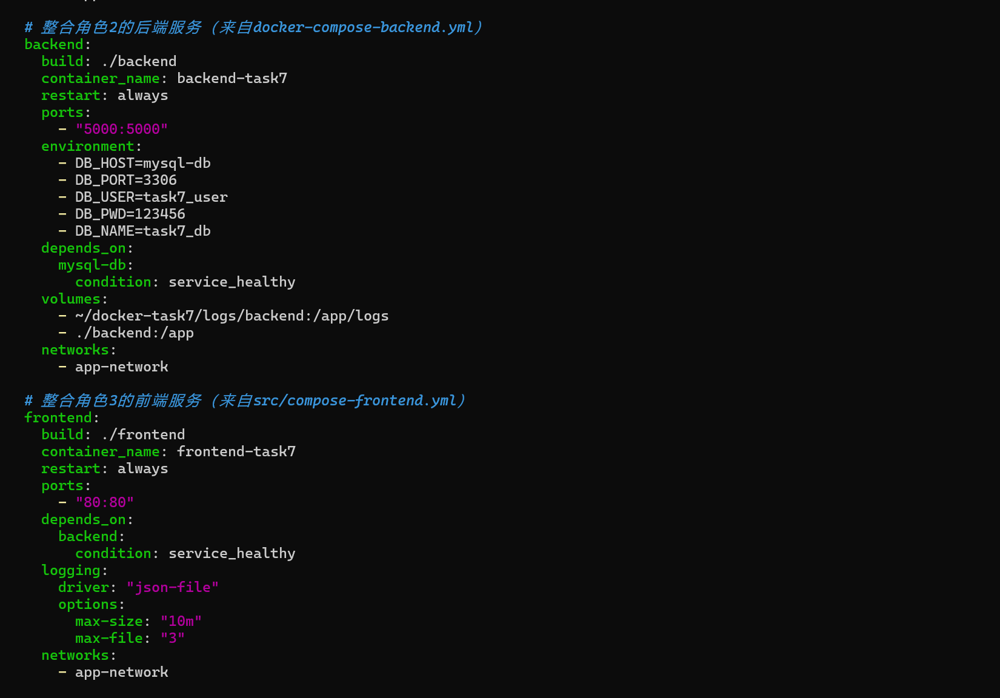 # 整合角色2的后端服务（来自docker-compose-backend.yml）
backend:
  build: ./backend
  container_name: backend-task7
  restart: always
  ports:
    - "5000:5000"
  environment:
    - DB_HOST=mysql-db
    - DB_PORT=3306
    - DB_USER=task7_user
    - DB_PWD=123456
    - DB_NAME=task7_db
  depends_on:
    mysql-db:
      condition: service_healthy
  volumes:
    - ~/docker-task7/logs/backend:/app/logs
    - ./backend:/app
  networks:
    - app-network

# 整合角色3的前端服务（来自src/compose-frontend.yml）
frontend:
  build: ./frontend
  container_name: frontend-task7
  restart: always
  ports:
    - "80:80"
  depends_on:
    backend:
      condition: service_healthy
  logging:
    driver: "json-file"
    options:
      max-size: "10m"
      max-file: "3"
  networks:
    - app-network